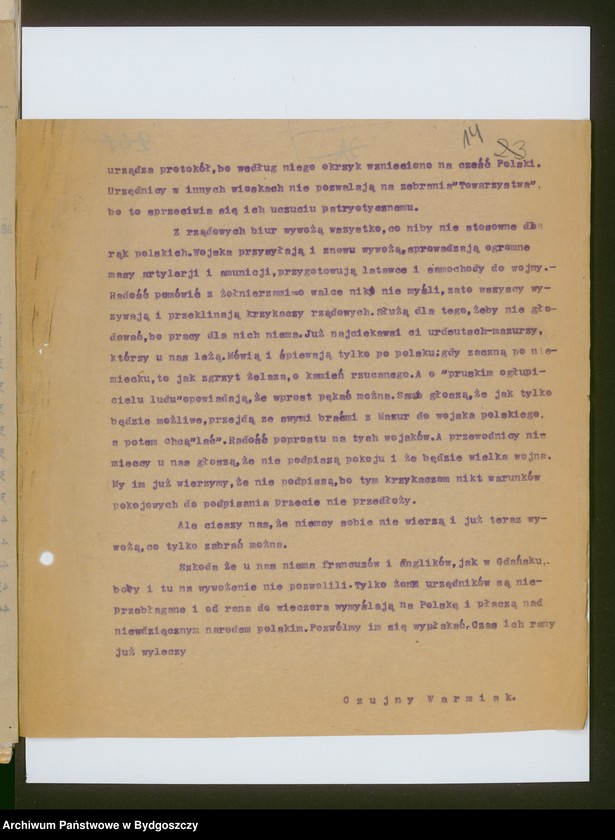 14 23
urządza protokół,bo według niego okrzyk wzniecono na cześć Polski.
Urzędnicy w innych wioskach nie pozwalają na zebrania"Towarzystwa".
bo to sprzeciwia się ich uczuciu patryotycznemu.
Z rządowych biur wywożą wszystko,co niby nie stosowne dla
rąk polskich.Wojska przysyłają i znowu wywożą,sprowadzają ogromne
masy artylerji i amunicji,przygotowują latawce i samochody do wojny.-
Radość pomówić z żołnierzami-o walce nikt nie myśli,zato wszyscy wy-
zywają i przeklinają krzykaczy rządowych.Służą dla tego,żeby nie gło-
dować,bo pracy dla nich niema.Już najciekawsi ci urdeutsch-mazurzy,
którzy u nas leżą.Mówią i śpiewają tylko po polsku;gdy zaczną po nie-
miecku,to jak zgrzyt żelaza,o kamień rzucanego.A o "pruskim ogłupi-
cielu ludu"opowiadają,że wprost pękać można.Sami głoszą,że jak tylko
będzie możliwe,przejdą ze swymi braćmi z Mazur do wojska polskiego,
a potem chcą"lać".Radość poprostu na tych wojaków.A przewodnicy nie
mieccy u nas głoszą,że nie podpiszą pokoju i że będzie wielka wojna.
My im już wierzymy,że nie podpiszą,bo tym krzykaczom nikt warunków
pokojowych do podpisania przecie nie przedłoży.
Ale cieszy nas,że niemcy sobie nie wierzą i już teraz wy-
wożą,co tylko zabrać można.
Szkoda że u nas niema francuzów i anglików,jak w Gdańsku,
boby i tu na wywożenie nie pozwolili.Tylko żony urzędników są nie-
przebłagane i od rana do wieczora wymyślają na Polskę i płaczą nad
niewdzięcznym narodem polskim.Pozwólmy im się wypłakać.Czas ich rany
już wyleczy
Czujny Warmiak.
Archiwum Państwowe w Bydgoszczy